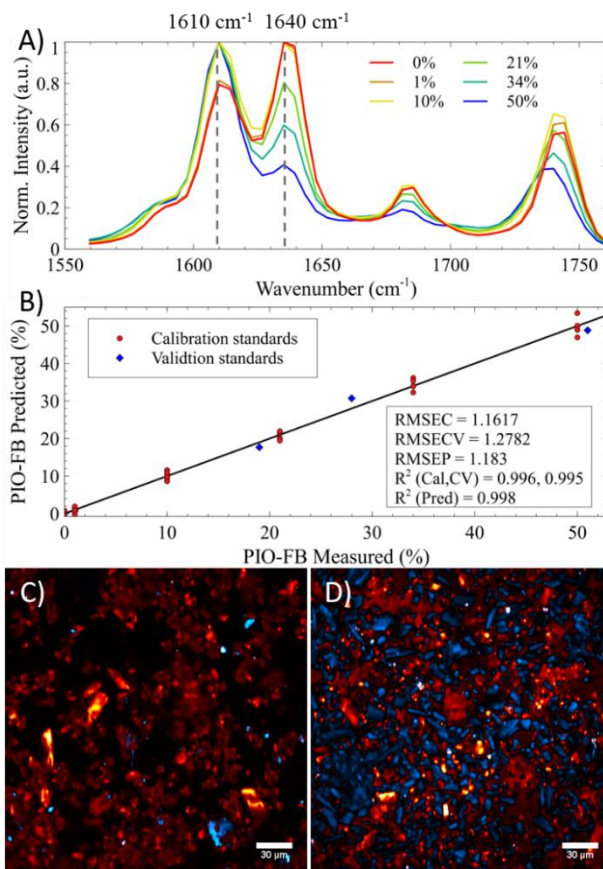 1610 cm⁻¹ 1640 cm⁻¹
A)
Norm. Intensity (a.u.)
1
0.8
0.6
0.4
0.2
0
0% 21%
1% 34%
10% 50%
1550 1600 1650 1700 1750
Wavenumber (cm⁻¹)
B)
PIO-FB Predicted (%)
50
40
30
20
10
0
Calibration standards
Validtion standards
RMSEC = 1.1617
RMSECV = 1.2782
RMSEP = 1.183
R² (Cal,CV) = 0.996, 0.995
R² (Pred) = 0.998
0 10 20 30 40 50
PIO-FB Measured (%)
C) D)
30 µm 30 µm